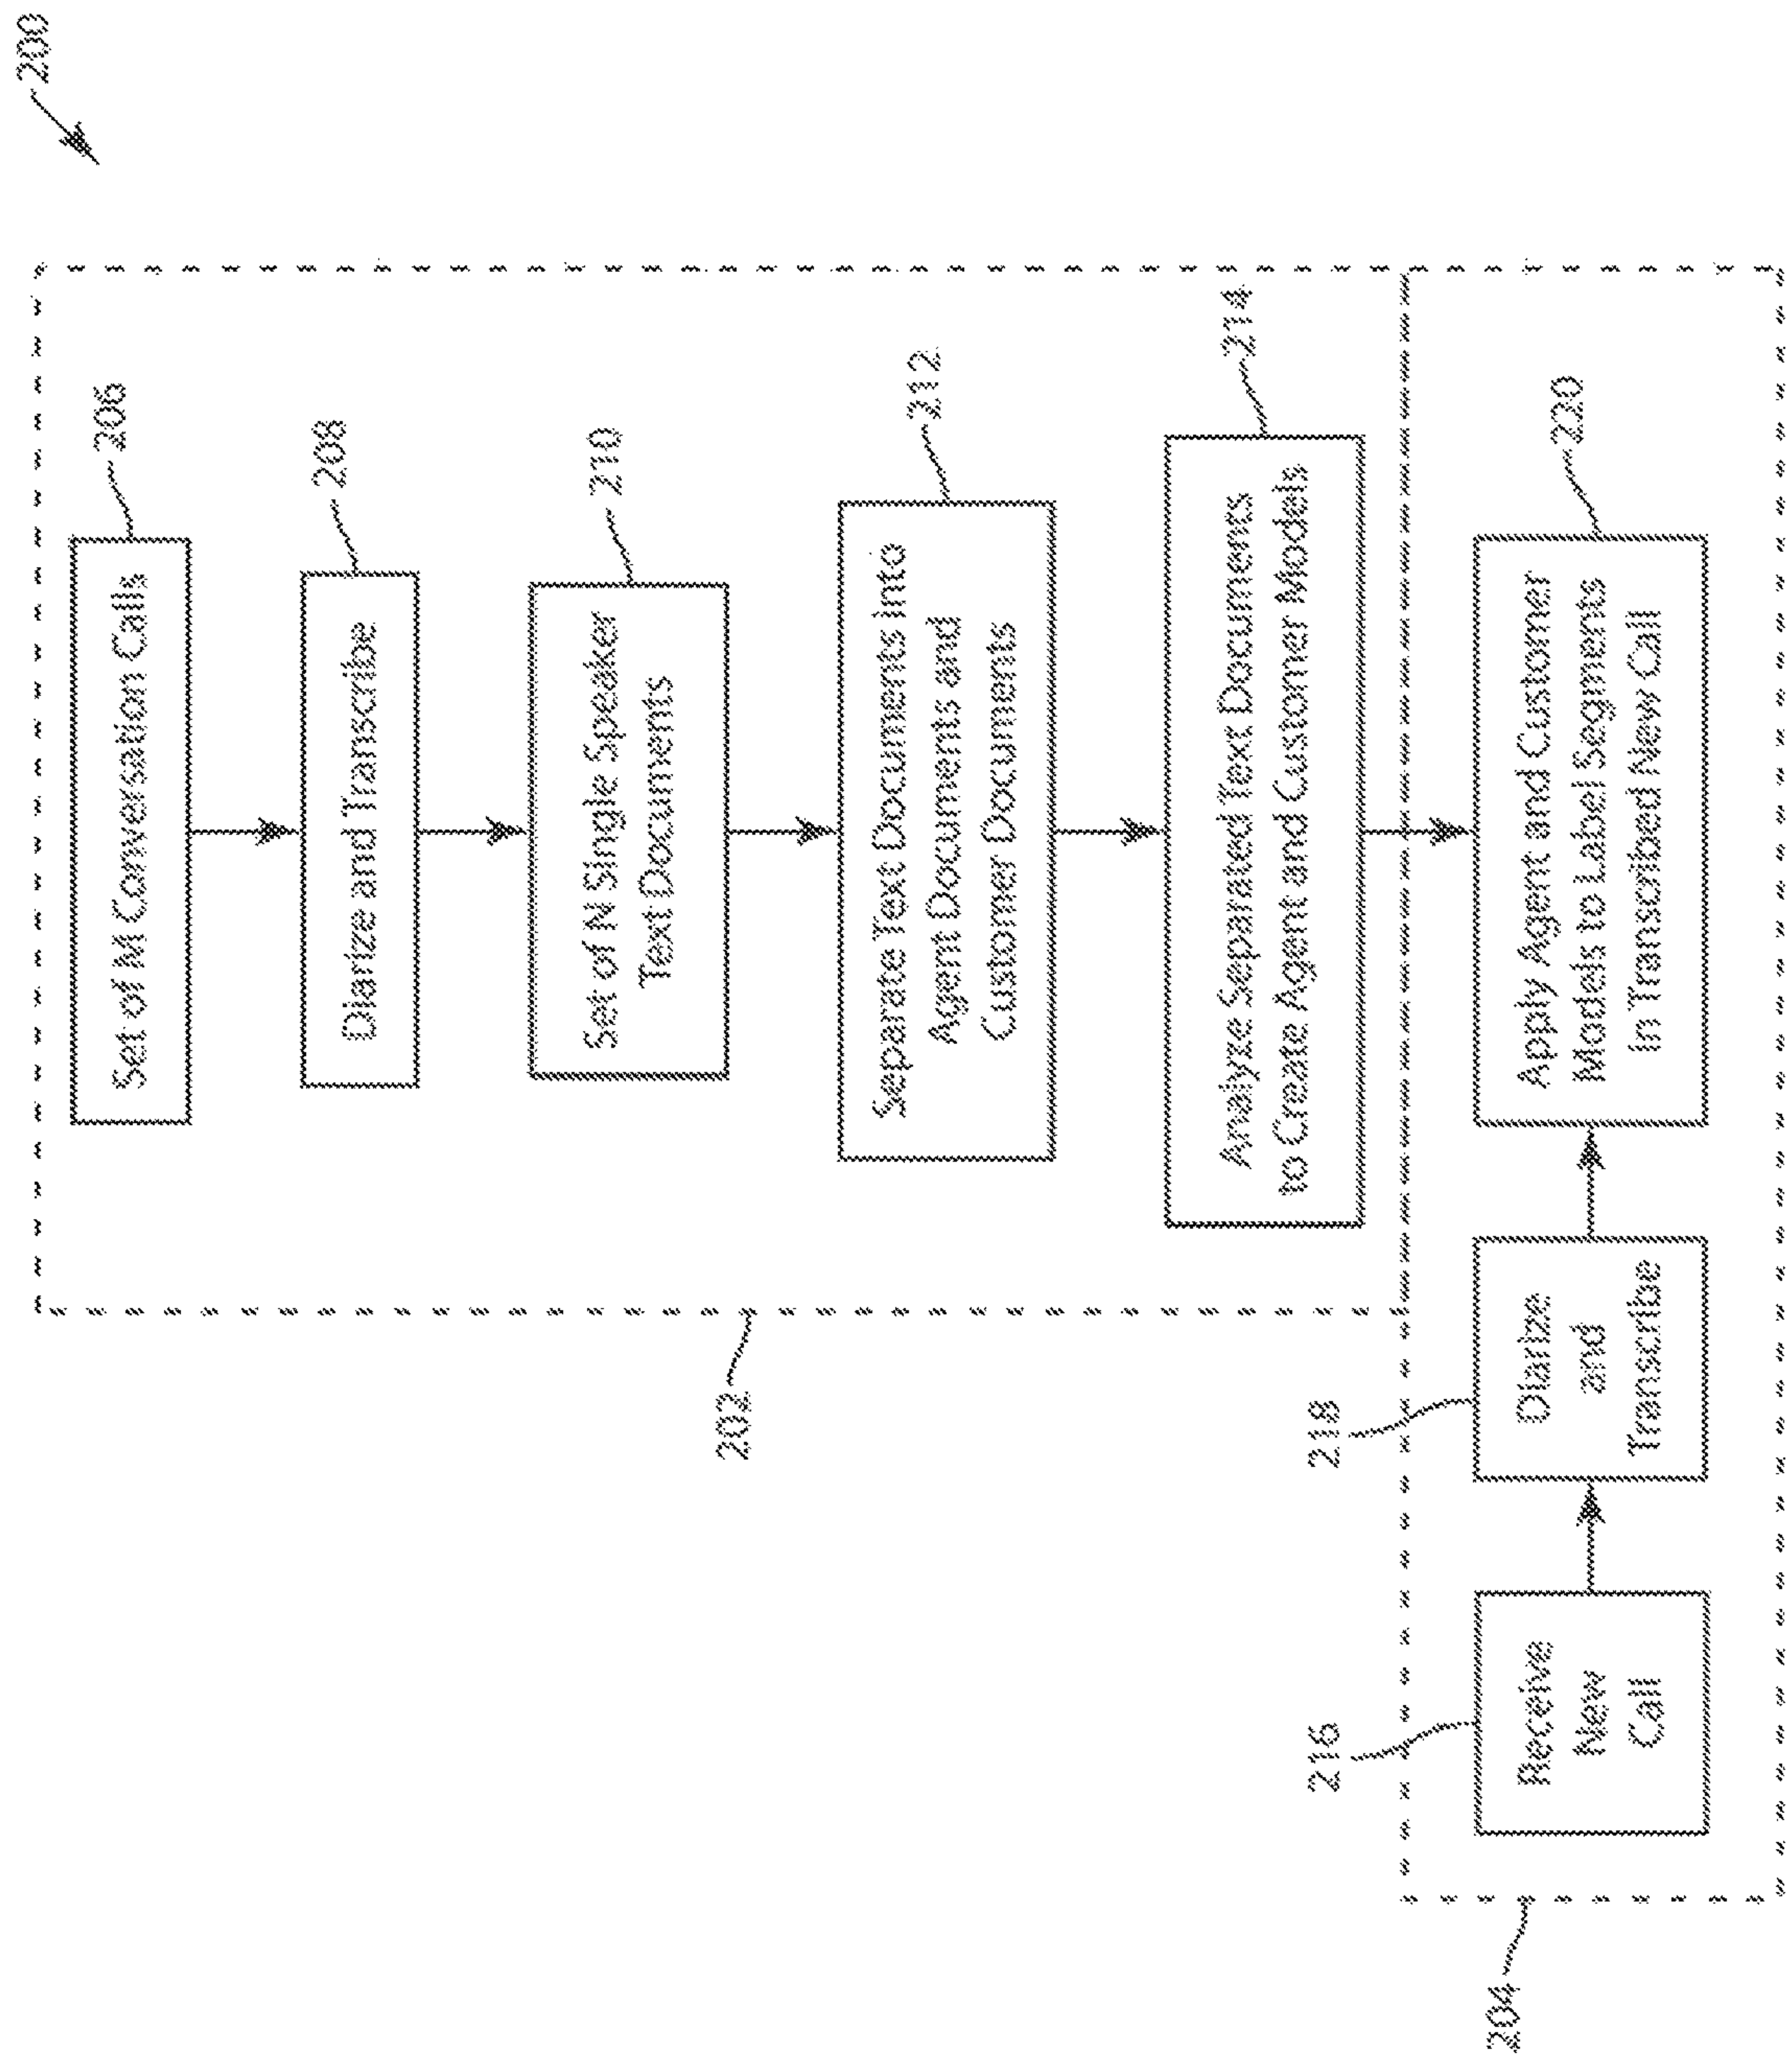 200
Set of M Conversation Calls
206
Diarize and Transcribe
208
Set of N Single Speaker
Text Documents
210
Separate Text Documents into
Agent Documents and
Customer Documents
212
Analyze Separated Text Documents
to Create Agent and Customer Models
214
202
Receive
New
Call
216
Diarize
and
Transcribe
218
Apply Agent and Customer
Models to Label Segments
in Transcribed New Call
220
204